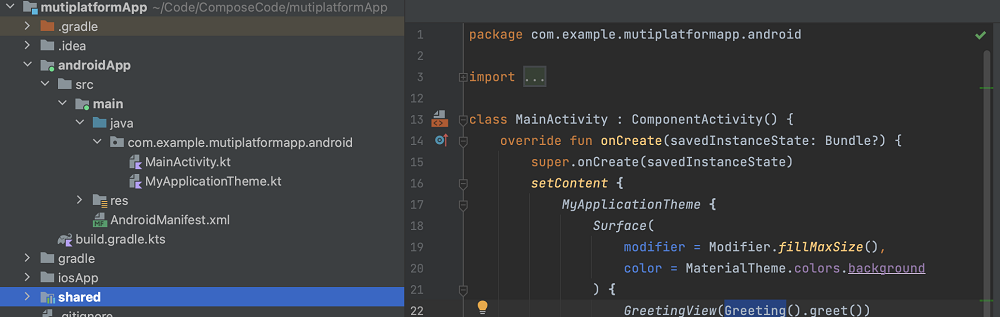 mutiplatformApp ~/Code/ComposeCode/mutiplatformApp
.gradle
.idea
androidApp
src
main
java
com.example.mutiplatformapp.android
MainActivity.kt
MyApplicationTheme.kt
res
AndroidManifest.xml
build.gradle.kts
gradle
iosApp
shared
.gitignore
1 package com.example.mutiplatformapp.android
2
3 import ...
12
13 class MainActivity : ComponentActivity() {
14 override fun onCreate(savedInstanceState: Bundle?) {
15 super.onCreate(savedInstanceState)
16 setContent {
17 MyApplicationTheme {
18 Surface(
19 modifier = Modifier.fillMaxSize(),
20 color = MaterialTheme.colors.background
21 ) {
22 GreetingView(Greeting().greet())